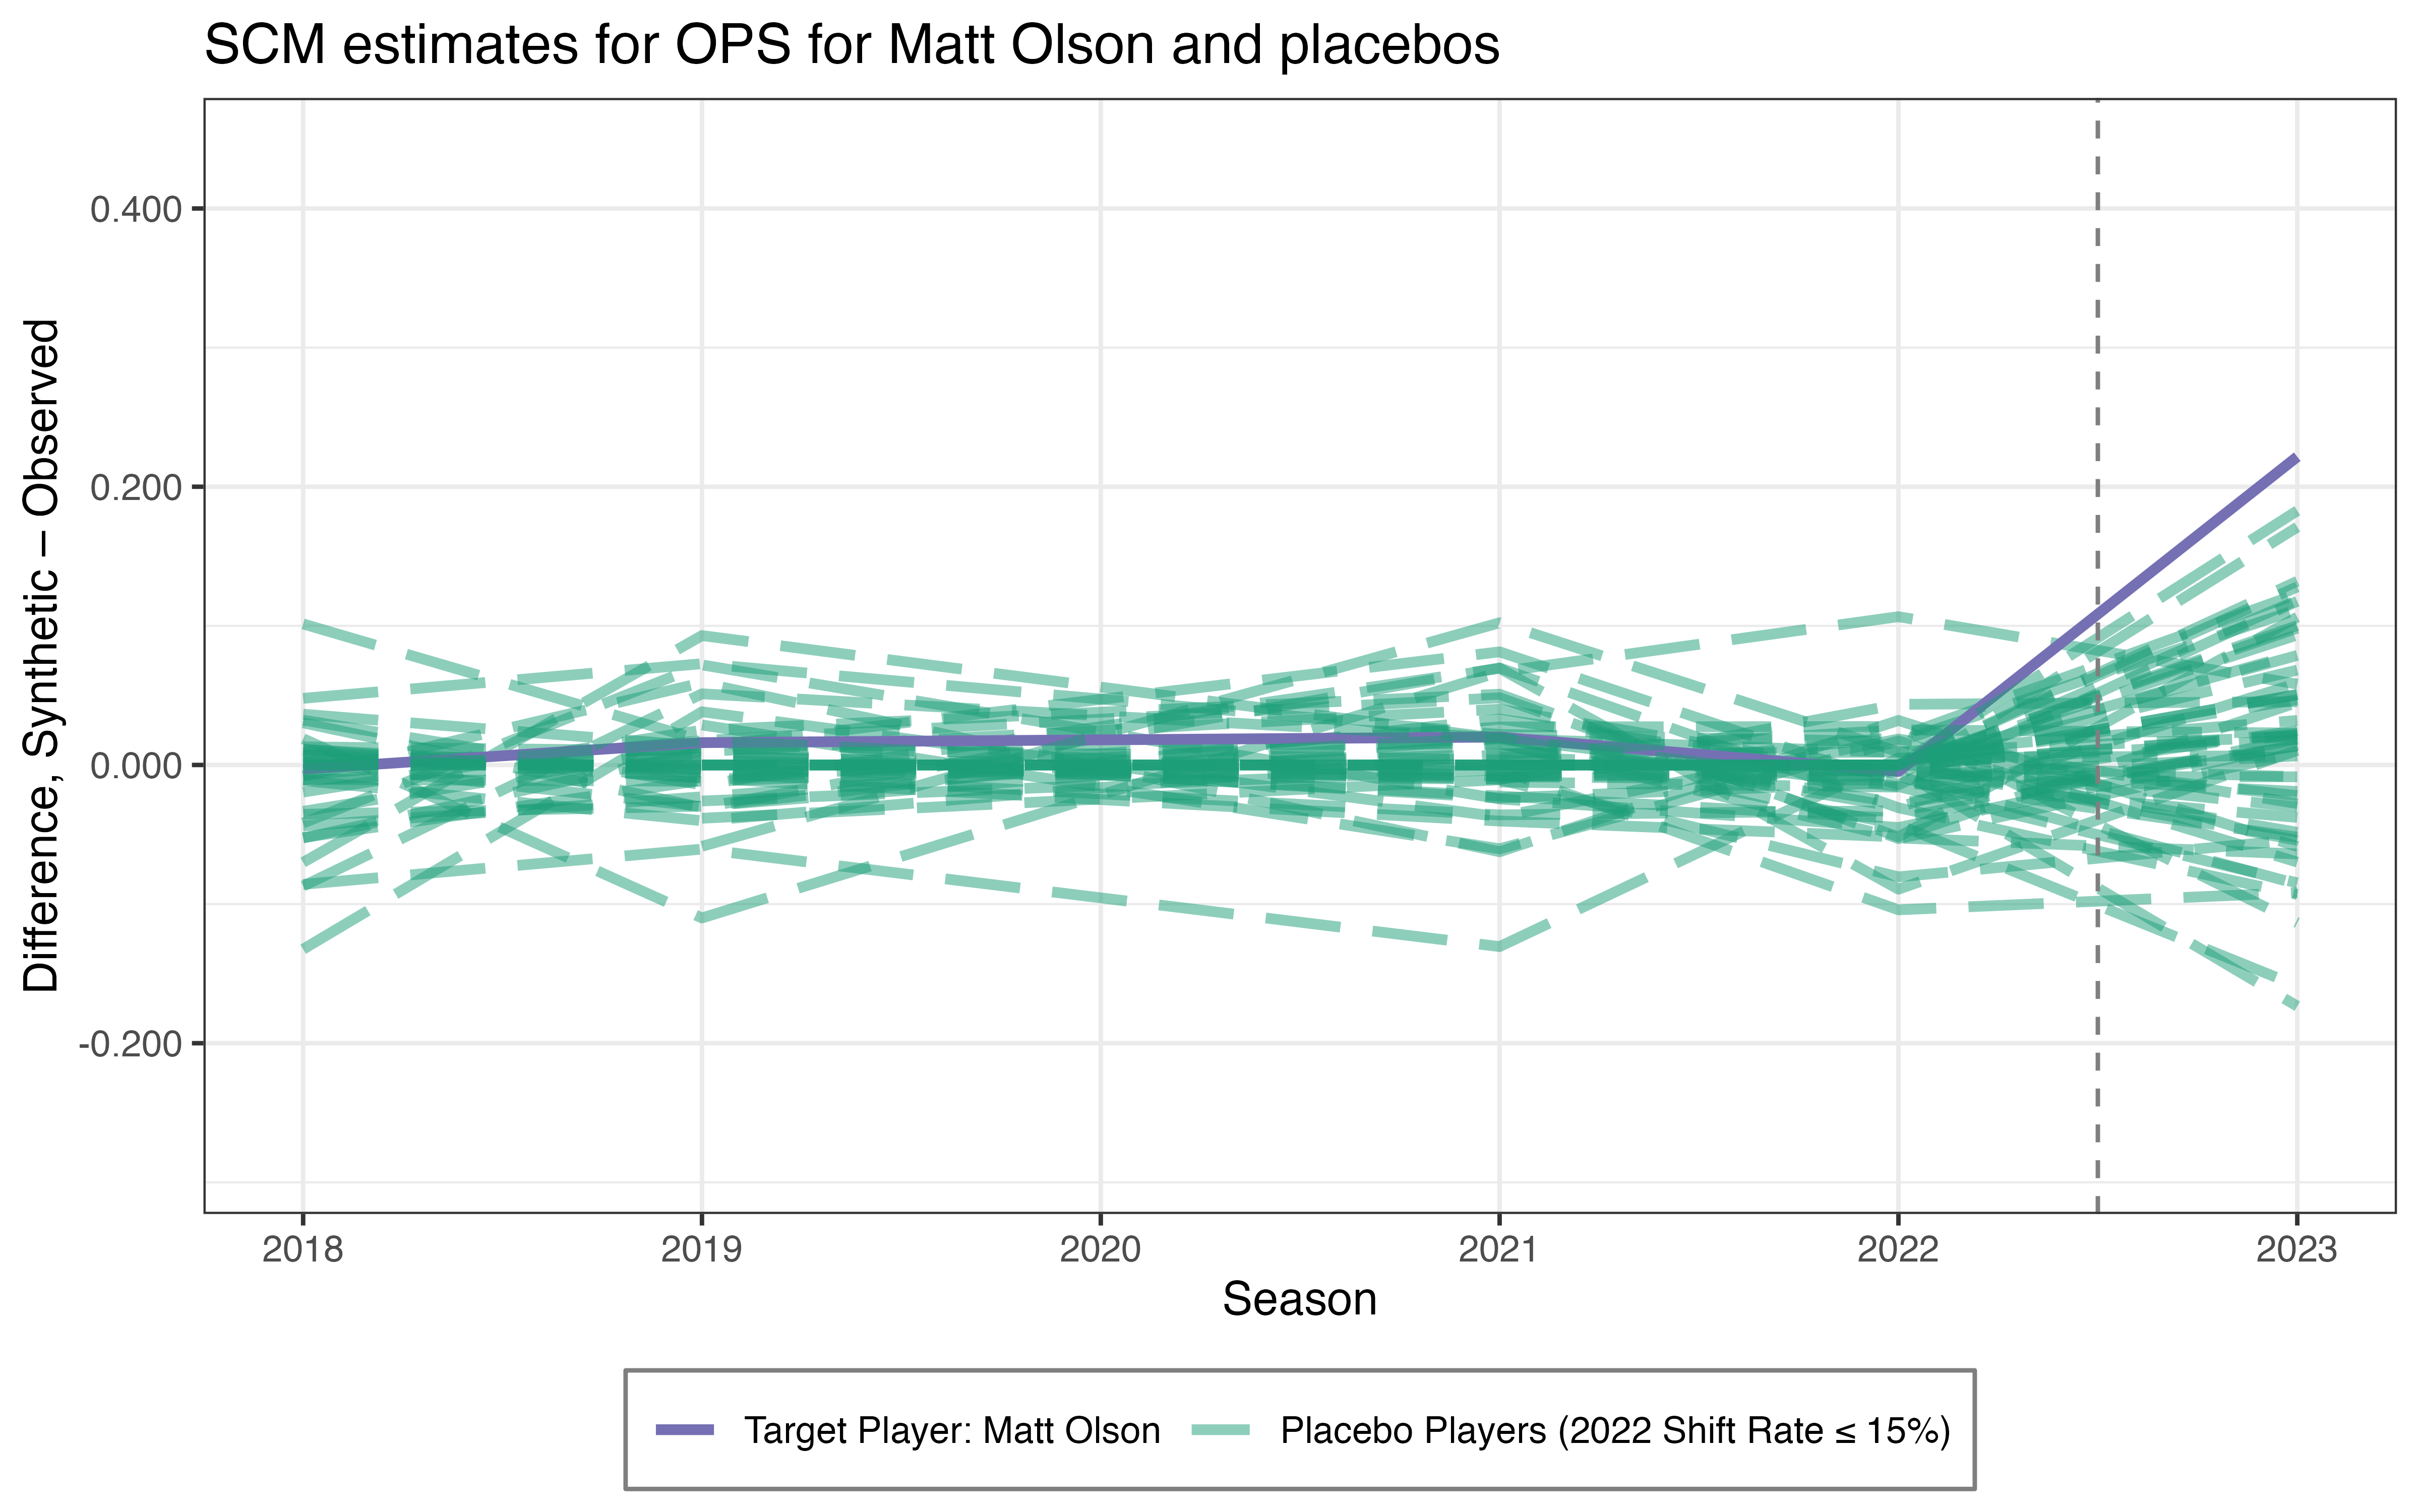 SCM estimates for OPS for Matt Olson and placebos
Difference, Synthetic – Observed
0.400
0.200
0.000
-0.200
2018 2019 2020 2021 2022 2023
Season
Target Player: Matt Olson Placebo Players (2022 Shift Rate ≤ 15%)